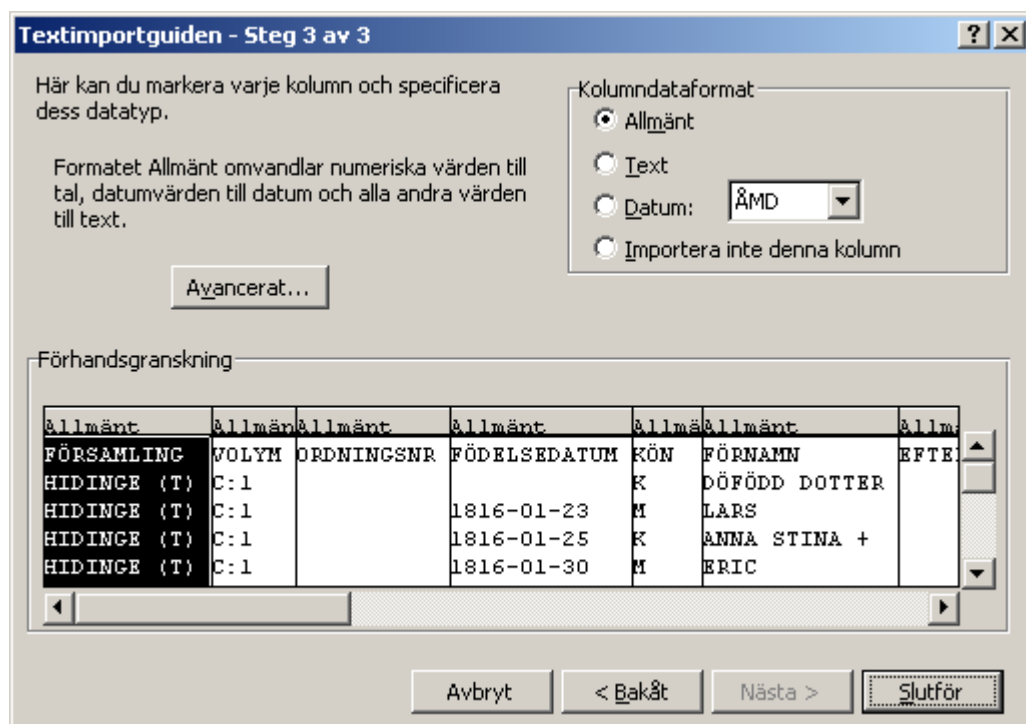 Textimportguiden - Steg 3 av 3
Här kan du markera varje kolumn och specificera
dess datatyp.
Formatet Allmänt omvandlar numeriska värden till
tal, datumvärden till datum och alla andra värden
till text.
Avancerat...
Kolumndataformat
Allmänt
Text
Datum: ÅMD
Importera inte denna kolumn
Förhandsgranskning
Allmänt Allmän Allmänt Allmänt Allmä Allmänt Allm
FÖRSAMLING VOLYM ORDNINGSNR FÖDELSEDATUM KÖN FÖRNAMN EFTE
HIDINGE (T) C:1 K DÖFÖDD DOTTER
HIDINGE (T) C:1 1816-01-23 M LARS
HIDINGE (T) C:1 1816-01-25 K ANNA STINA +
HIDINGE (T) C:1 1816-01-30 M ERIC
Avbryt < Bakåt Nästa > Slutför